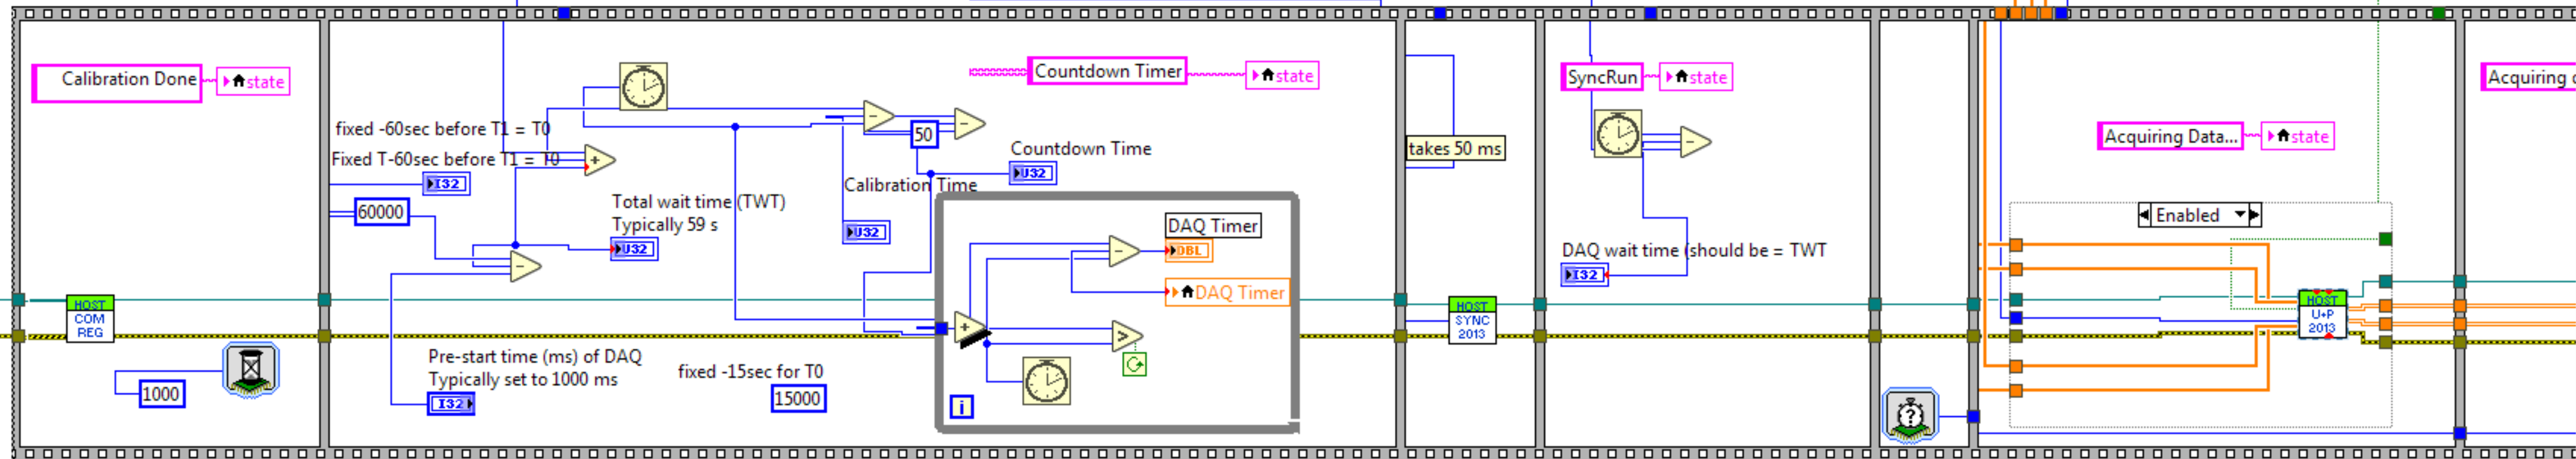 Calibration Done
state
HOST
COM
REG
1000
fixed -60sec before T1 = T0
Fixed T-60sec before T1 = T0
I32
60000
Total wait time (TWT)
Typically 59 s
U32
Pre-start time (ms) of DAQ
Typically set to 1000 ms
I32
fixed -15sec for T0
15000
Countdown Timer
state
50
Countdown Time
U32
Calibration Time
U32
DAQ Timer
DBL
DAQ Timer
i
takes 50 ms
HOST
SYNC
2013
SyncRun
state
DAQ wait time (should be = TWT
I32
Acquiring Data...
state
Enabled
HOST
U+P
2013
Acquiring